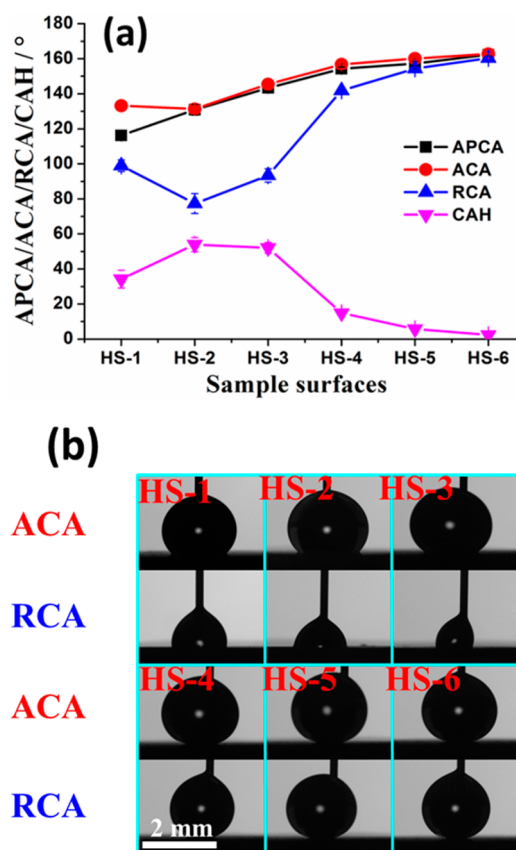 (a)
APCA/ACA/RCA/CAH / °
180
160
140
120
100
80
60
40
20
0
APCA
ACA
RCA
CAH
HS-1 HS-2 HS-3 HS-4 HS-5 HS-6
Sample surfaces
(b)
HS-1 HS-2 HS-3
ACA
RCA
HS-4 HS-5 HS-6
ACA
RCA
2 mm